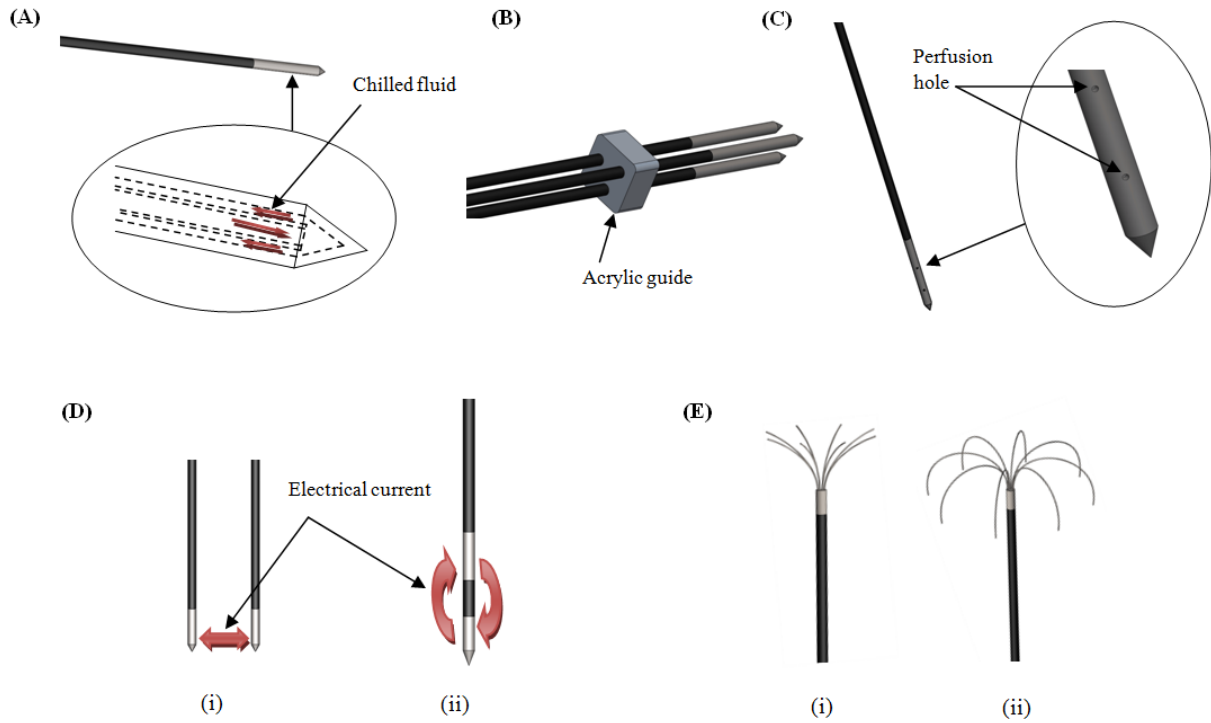 (A)
Chilled fluid
(B)
Acrylic guide
(C)
Perfusion
hole
(D)
Electrical current
(i)
(ii)
(E)
(i)
(ii)